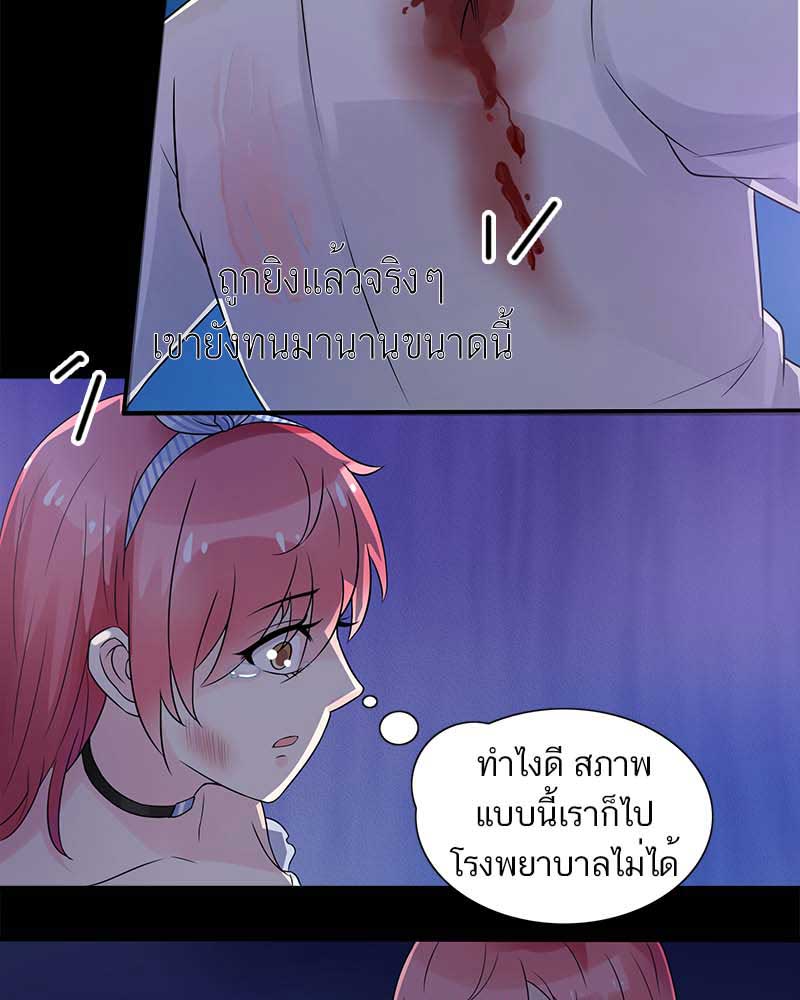 ถูกยิงแล้วจริงๆ
เขายังทนมานานขนาดนี้
ทำไงดี สภาพ
แบบนี้เราก็ไป
โรงพยาบาลไม่ได้